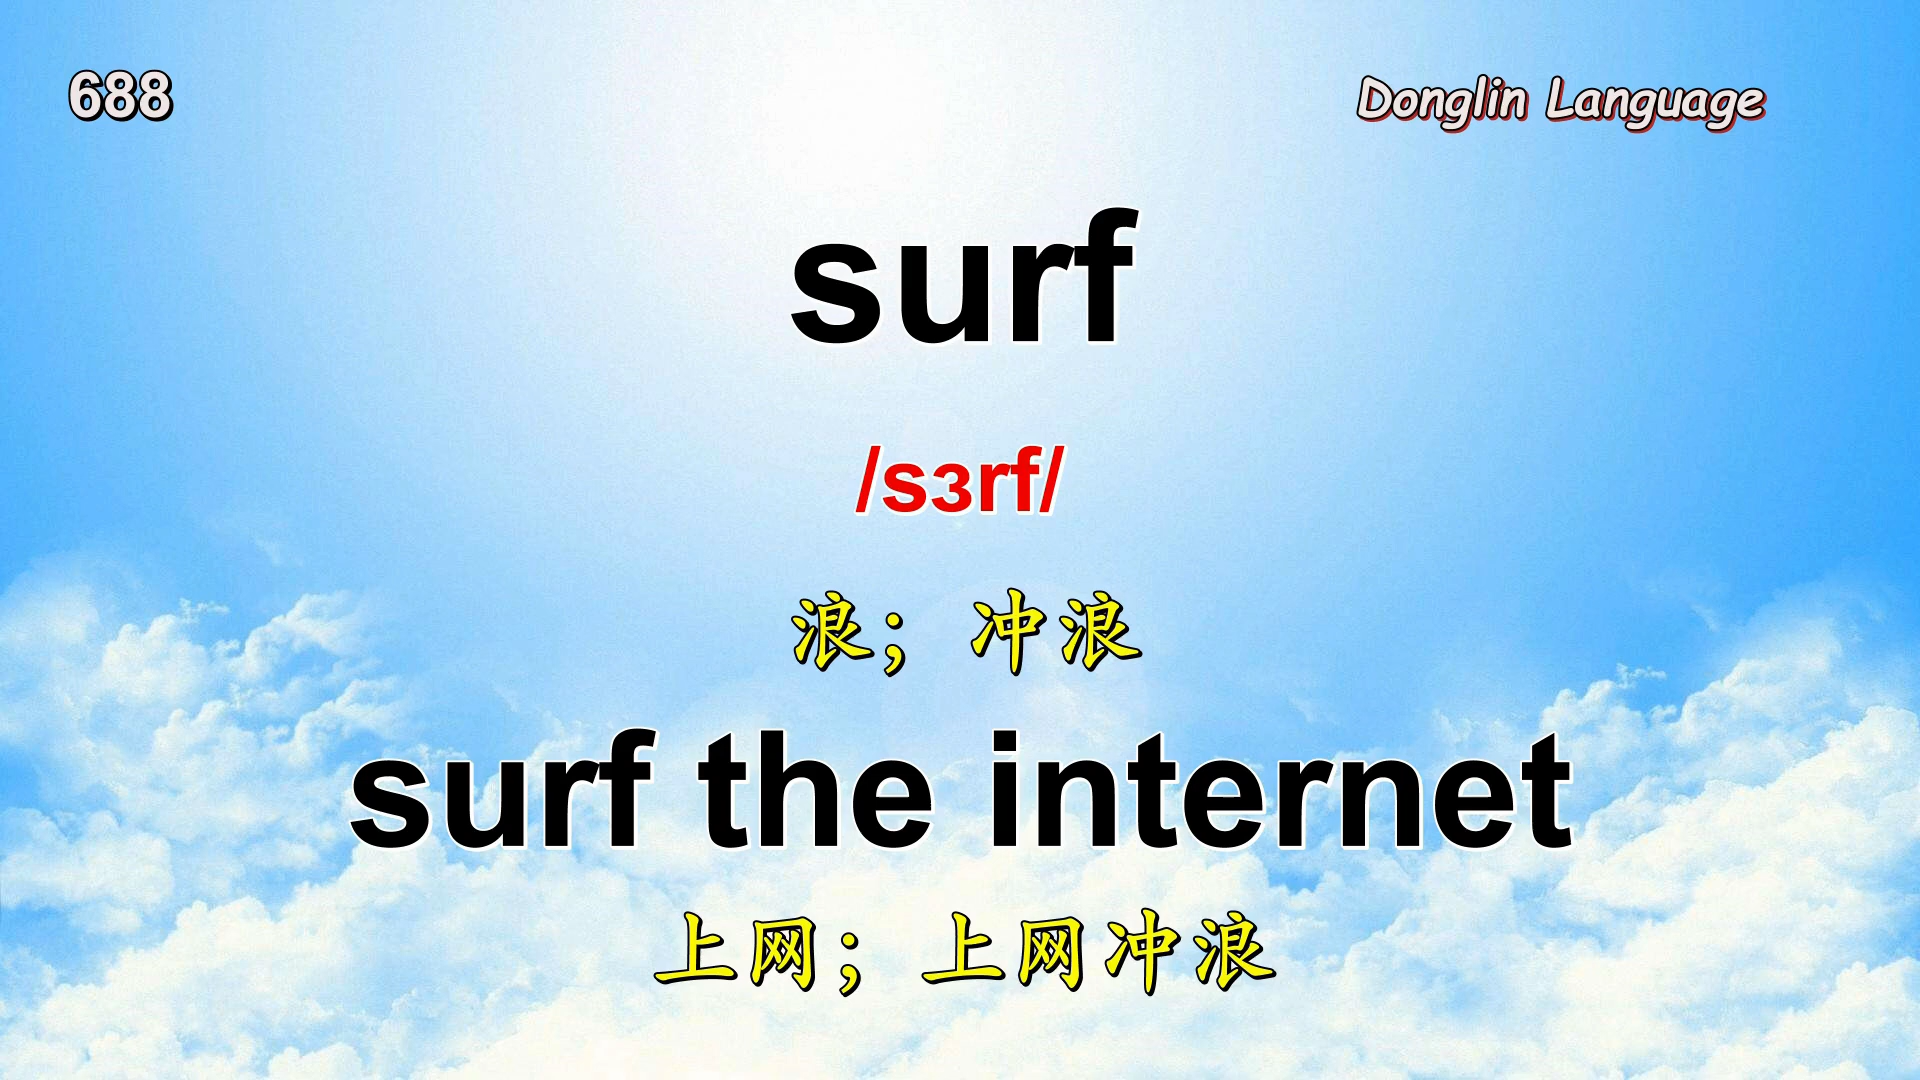 688
Donglin Language
surf
/sɜrf/
浪；冲浪
surf the internet
上网；上网冲浪